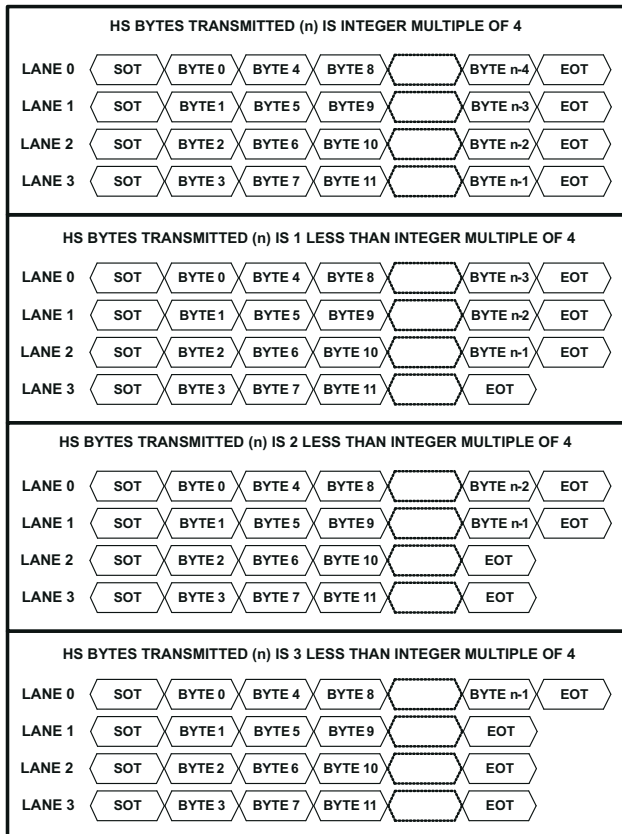 HS BYTES TRANSMITTED (n) IS INTEGER MULTIPLE OF 4
LANE 0 SOT BYTE 0 BYTE 4 BYTE 8 BYTE n-4 EOT
LANE 1 SOT BYTE 1 BYTE 5 BYTE 9 BYTE n-3 EOT
LANE 2 SOT BYTE 2 BYTE 6 BYTE 10 BYTE n-2 EOT
LANE 3 SOT BYTE 3 BYTE 7 BYTE 11 BYTE n-1 EOT
HS BYTES TRANSMITTED (n) IS 1 LESS THAN INTEGER MULTIPLE OF 4
LANE 0 SOT BYTE 0 BYTE 4 BYTE 8 BYTE n-3 EOT
LANE 1 SOT BYTE 1 BYTE 5 BYTE 9 BYTE n-2 EOT
LANE 2 SOT BYTE 2 BYTE 6 BYTE 10 BYTE n-1 EOT
LANE 3 SOT BYTE 3 BYTE 7 BYTE 11 EOT
HS BYTES TRANSMITTED (n) IS 2 LESS THAN INTEGER MULTIPLE OF 4
LANE 0 SOT BYTE 0 BYTE 4 BYTE 8 BYTE n-2 EOT
LANE 1 SOT BYTE 1 BYTE 5 BYTE 9 BYTE n-1 EOT
LANE 2 SOT BYTE 2 BYTE 6 BYTE 10 EOT
LANE 3 SOT BYTE 3 BYTE 7 BYTE 11 EOT
HS BYTES TRANSMITTED (n) IS 3 LESS THAN INTEGER MULTIPLE OF 4
LANE 0 SOT BYTE 0 BYTE 4 BYTE 8 BYTE n-1 EOT
LANE 1 SOT BYTE 1 BYTE 5 BYTE 9 EOT
LANE 2 SOT BYTE 2 BYTE 6 BYTE 10 EOT
LANE 3 SOT BYTE 3 BYTE 7 BYTE 11 EOT